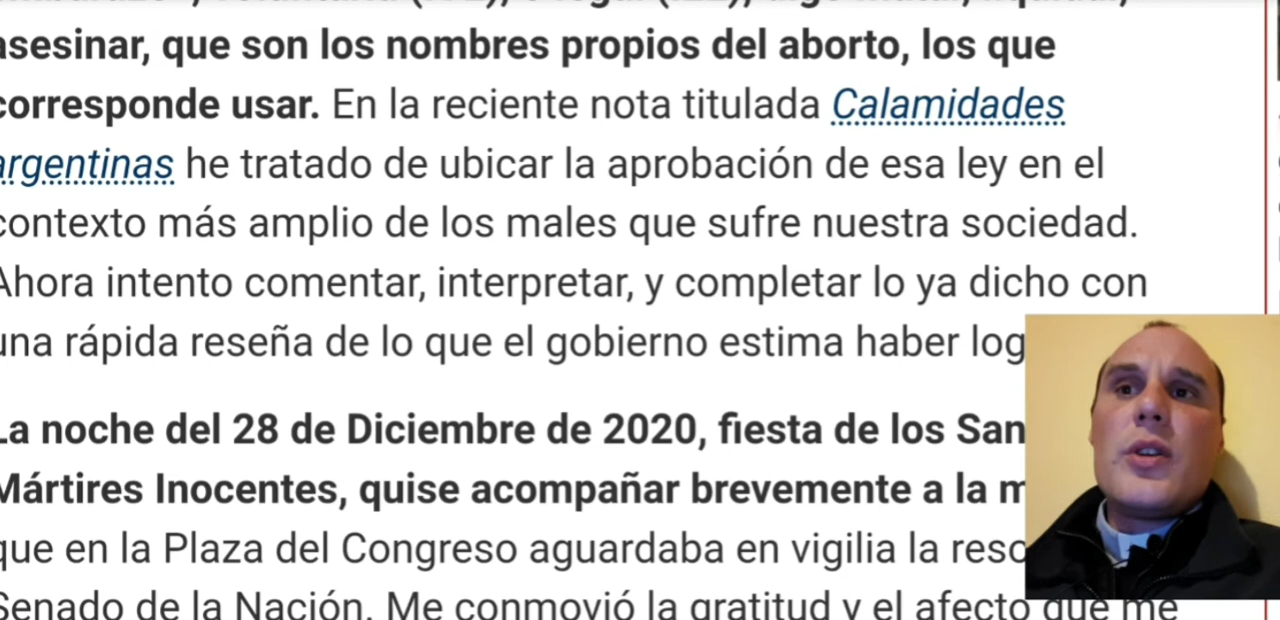 asesinar, que son los nombres propios del aborto, los que
corresponde usar. En la reciente nota titulada Calamidades
argentinas he tratado de ubicar la aprobación de esa ley en el
contexto más amplio de los males que sufre nuestra sociedad.
Ahora intento comentar, interpretar, y completar lo ya dicho con
una rápida reseña de lo que el gobierno estima haber log
La noche del 28 de Diciembre de 2020, fiesta de los San
Mártires Inocentes, quise acompañar brevemente a la m
que en la Plaza del Congreso aguardaba en vigilia la reso
Senado de la Nación. Me conmovió la gratitud y el afecto que me